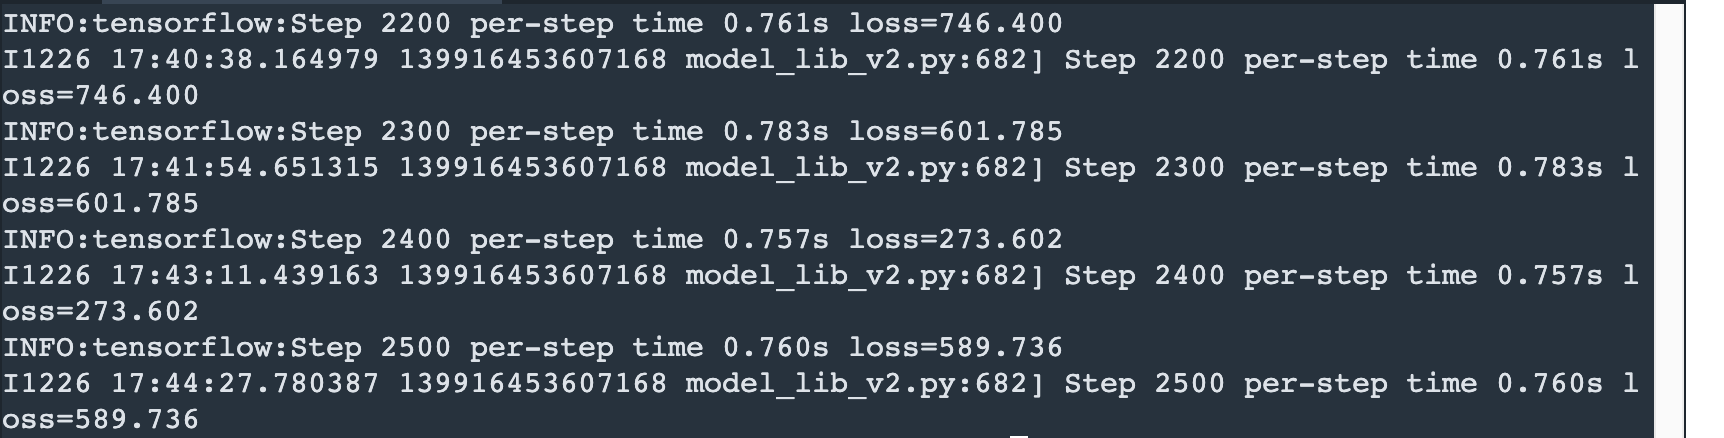 INFO:tensorflow:Step 2200 per-step time 0.761s loss=746.400
I1226 17:40:38.164979 139916453607168 model_lib_v2.py:682] Step 2200 per-step time 0.761s l
oss=746.400
INFO:tensorflow:Step 2300 per-step time 0.783s loss=601.785
I1226 17:41:54.651315 139916453607168 model_lib_v2.py:682] Step 2300 per-step time 0.783s l
oss=601.785
INFO:tensorflow:Step 2400 per-step time 0.757s loss=273.602
I1226 17:43:11.439163 139916453607168 model_lib_v2.py:682] Step 2400 per-step time 0.757s l
oss=273.602
INFO:tensorflow:Step 2500 per-step time 0.760s loss=589.736
I1226 17:44:27.780387 139916453607168 model_lib_v2.py:682] Step 2500 per-step time 0.760s l
oss=589.736